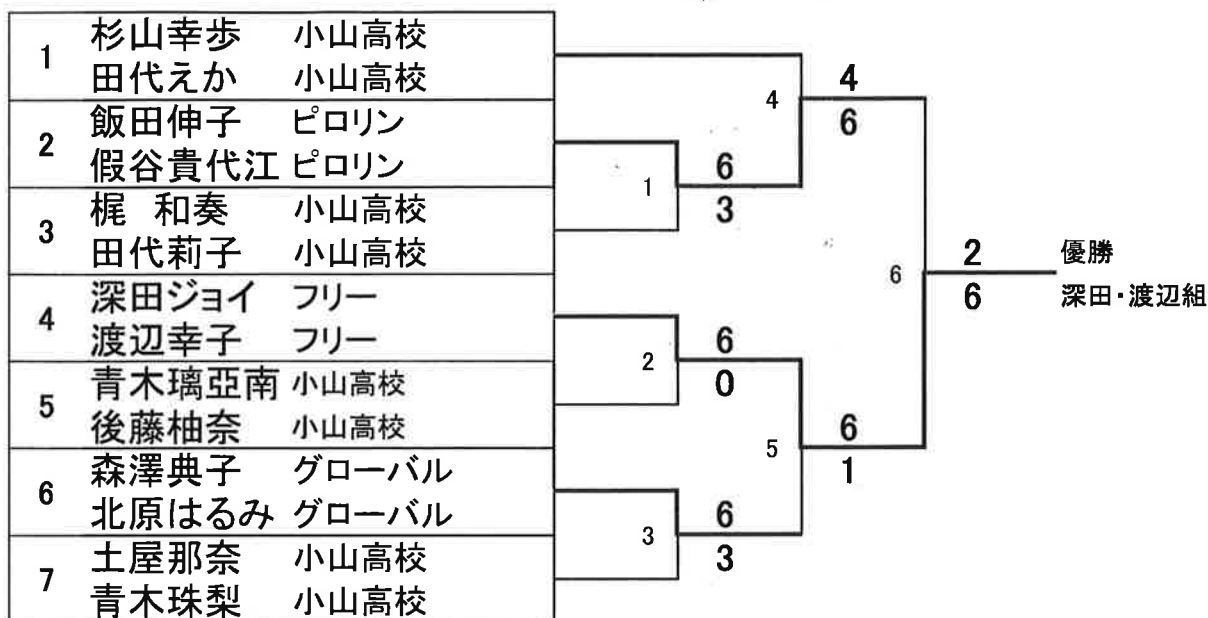 1 杉山幸歩 小山高校
田代えか 小山高校
2 飯田伸子 ピロリン
假谷貴代江 ピロリン
3 梶 和奏 小山高校
田代莉子 小山高校
4 深田ジョイ フリー
渡辺幸子 フリー
5 青木璃亞南 小山高校
後藤柚奈 小山高校
6 森澤典子 グローバル
北原はるみ グローバル
7 土屋那奈 小山高校
青木珠梨 小山高校
1
6
3
2
6
0
3
6
3
4
4
6
5
6
1
6
2
6
優勝
深田・渡辺組